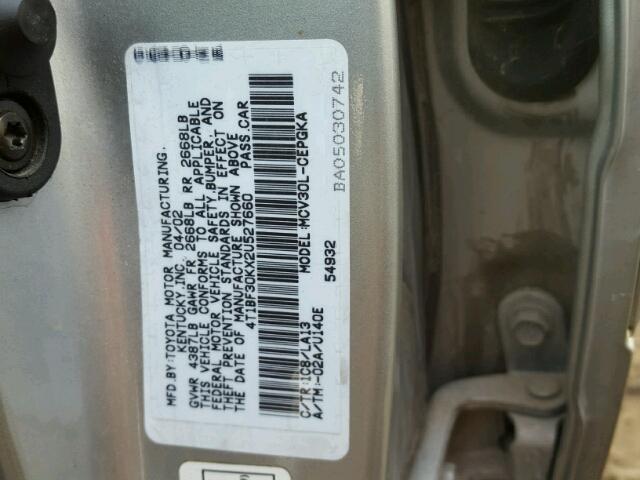 MFD.BY:TOYOTA MOTOR MANUFACTURING,
KENTUCKY,INC. 04/02
GVWR 4387LB GAWR FR 2668LB RR 2668LB
THIS VEHICLE CONFORMS TO ALL APPLICABLE
FEDERAL MOTOR VEHICLE SAFETY,BUMPER, AND
THEFT PREVENTION STANDARDS IN EFFECT ON
THE DATE OF MANUFACTURE SHOWN ABOVE
4T1BF30KX2U527660 PASS.CAR
MODEL:MCV30L-CEPGKA
C/TR:1C8/LA13 54932
A/TM:-02A/U140E
BA05030742